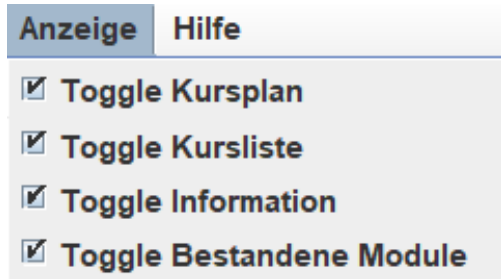 Anzeige Hilfe
Toggle Kursplan
Toggle Kursliste
Toggle Information
Toggle Bestandene Module